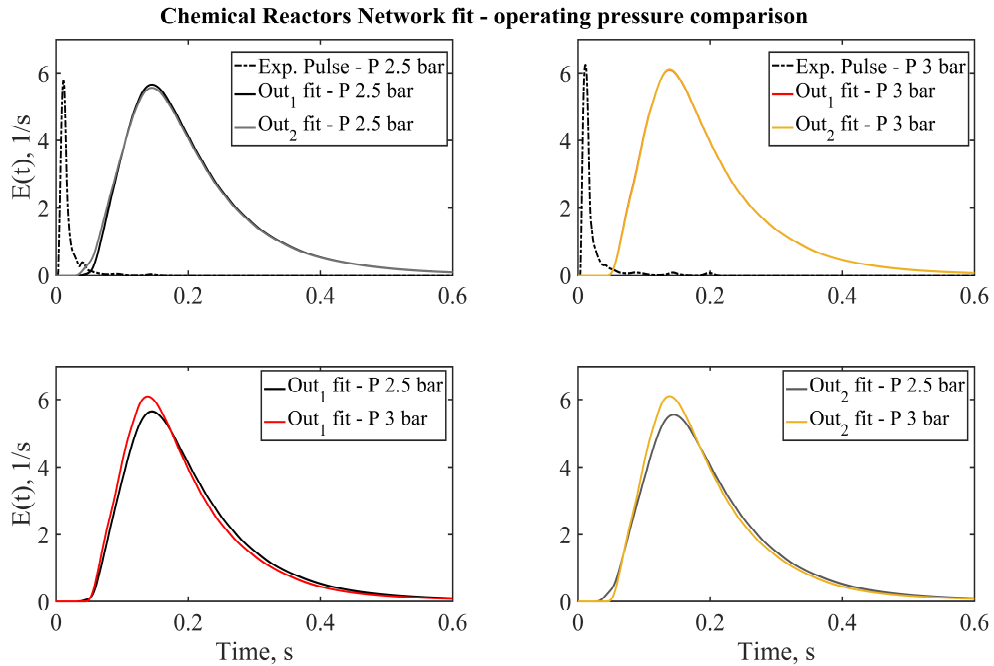 Chemical Reactors Network fit - operating pressure comparison
E(t), 1/s
6
4
2
0
Exp. Pulse - P 2.5 bar
Out1 fit - P 2.5 bar
Out2 fit - P 2.5 bar
0 0.2 0.4 0.6
6
4
2
0
Exp. Pulse - P 3 bar
Out1 fit - P 3 bar
Out2 fit - P 3 bar
0 0.2 0.4 0.6
E(t), 1/s
6
4
2
0
Out1 fit - P 2.5 bar
Out1 fit - P 3 bar
0 0.2 0.4 0.6
Time, s
6
4
2
0
Out2 fit - P 2.5 bar
Out2 fit - P 3 bar
0 0.2 0.4 0.6
Time, s